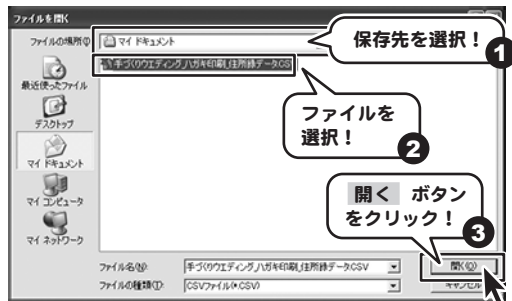 ファイルを開く
ファイルの場所(I):
マイ ドキュメント
保存先を選択！
1
手づくりウエディング_ハガキ印刷_住所録データ.CS
最近使ったファイル
デスクトップ
マイ ドキュメント
マイ コンピュータ
マイ ネットワーク
ファイルを
選択！
2
開く ボタン
をクリック！
3
ファイル名(N):
手づくりウエディング_ハガキ印刷_住所録データ.CSV
開く(O)
ファイルの種類(T):
CSVファイル(*.CSV)
キャンセル